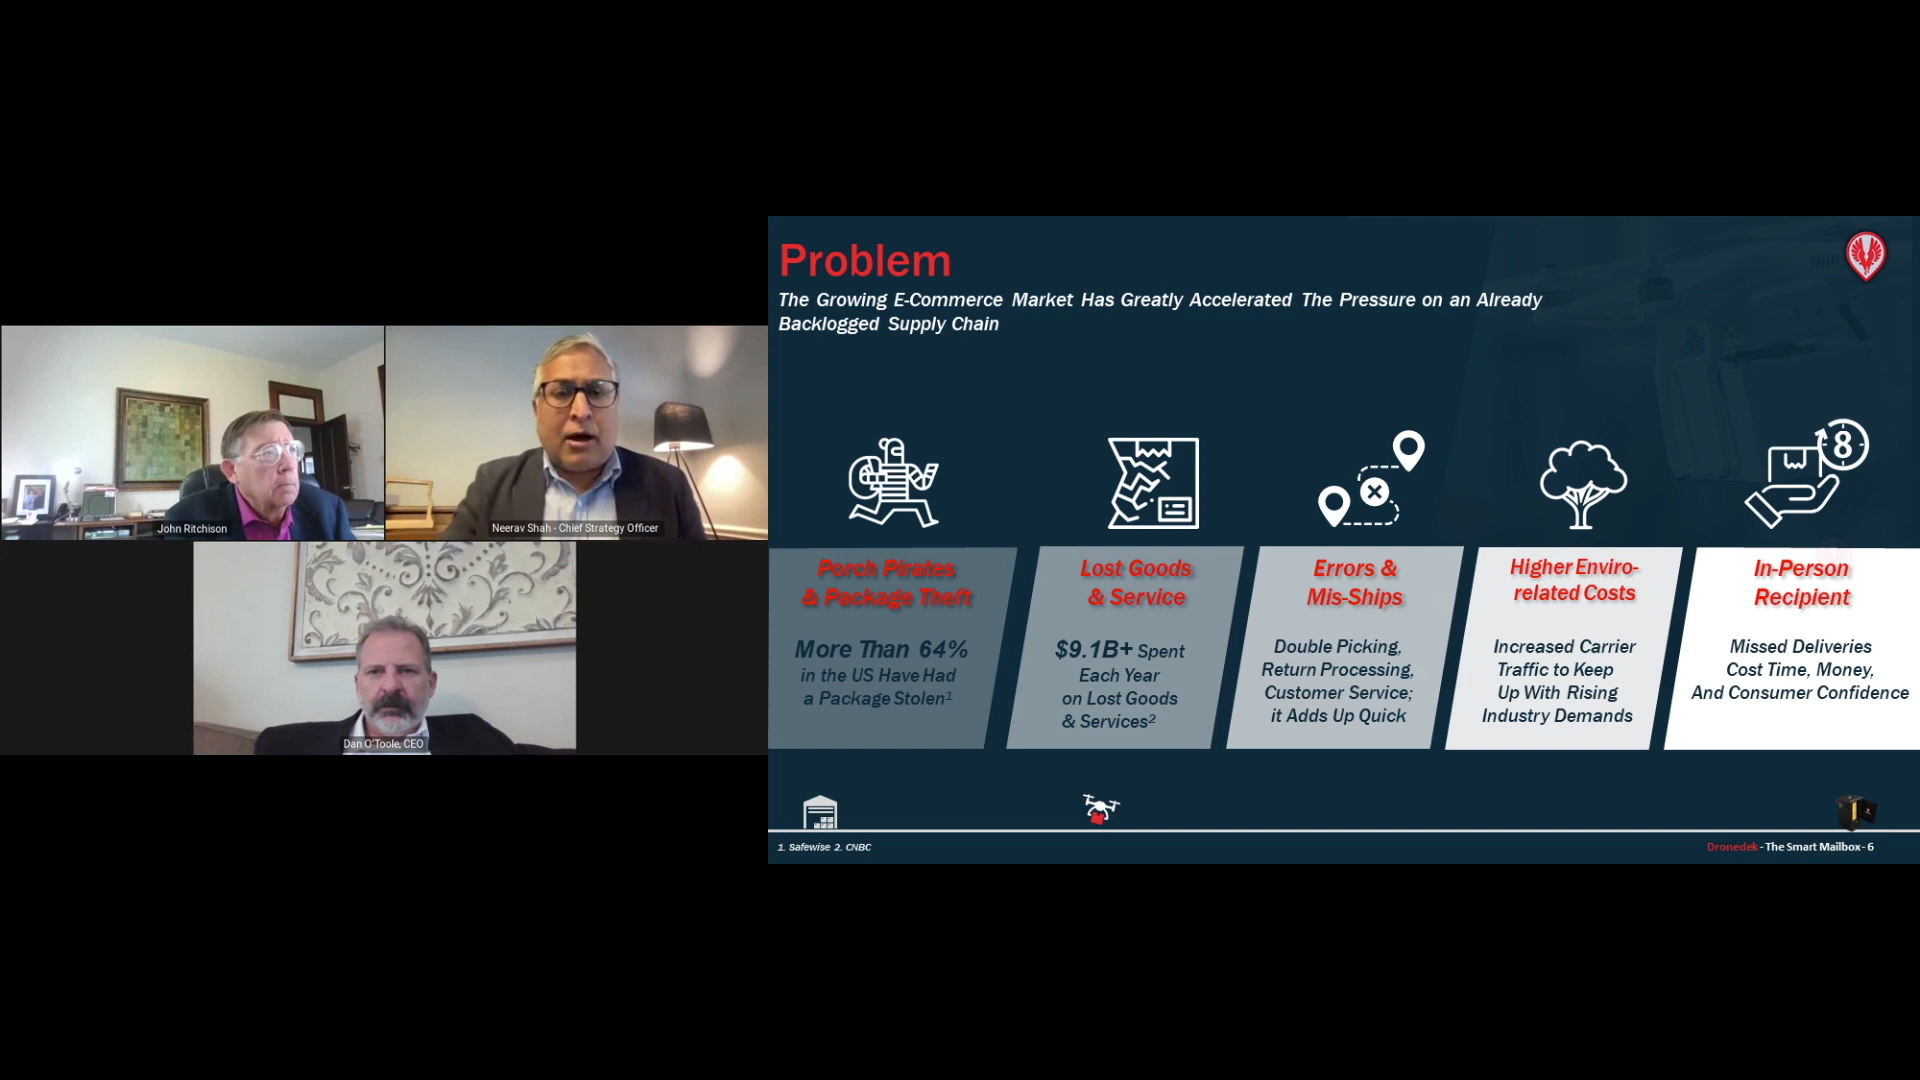 John Ritchison
Neerav Shah - Chief Strategy Officer
Dan O'Toole, CEO
Problem
The Growing E-Commerce Market Has Greatly Accelerated The Pressure on an Already
Backlogged Supply Chain
8
Porch Pirates
& Package Theft
More Than 64%
in the US Have Had
a Package Stolen¹
Lost Goods
& Service
$9.1B+ Spent
Each Year
on Lost Goods
& Services²
Errors &
Mis-Ships
Double Picking,
Return Processing,
Customer Service;
it Adds Up Quick
Higher Enviro-
related Costs
Increased Carrier
Traffic to Keep
Up With Rising
Industry Demands
In-Person
Recipient
Missed Deliveries
Cost Time, Money,
And Consumer Confidence
1. Safewise 2. CNBC
Dronedek - The Smart Mailbox - 6